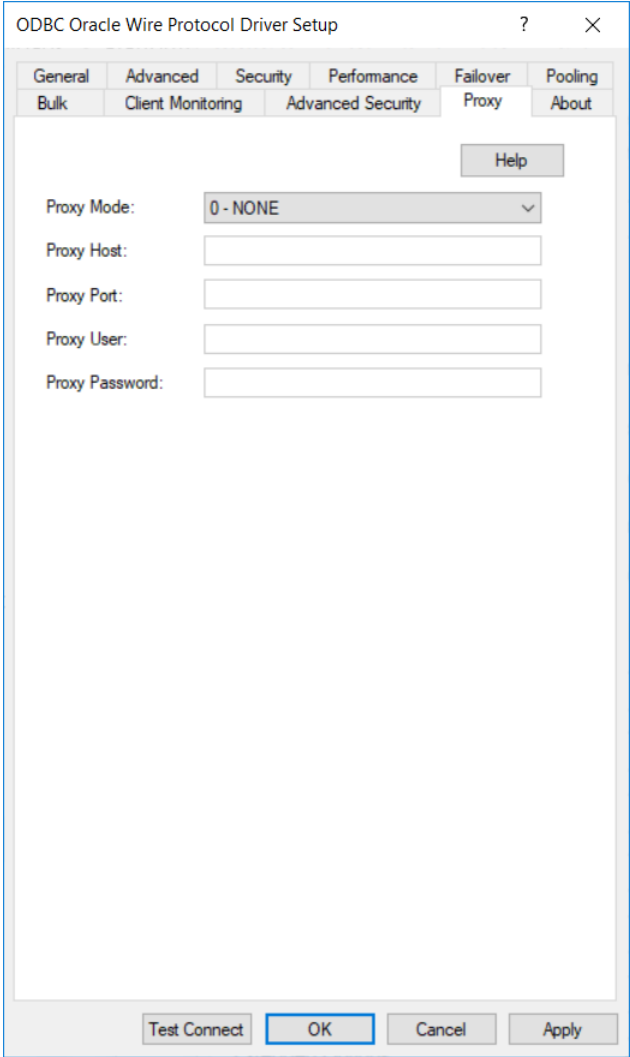 ODBC Oracle Wire Protocol Driver Setup ?
General Advanced Security Performance Failover Pooling
Bulk Client Monitoring Advanced Security Proxy About
Help
Proxy Mode: 0 - NONE
Proxy Host:
Proxy Port:
Proxy User:
Proxy Password:
Test Connect OK Cancel Apply